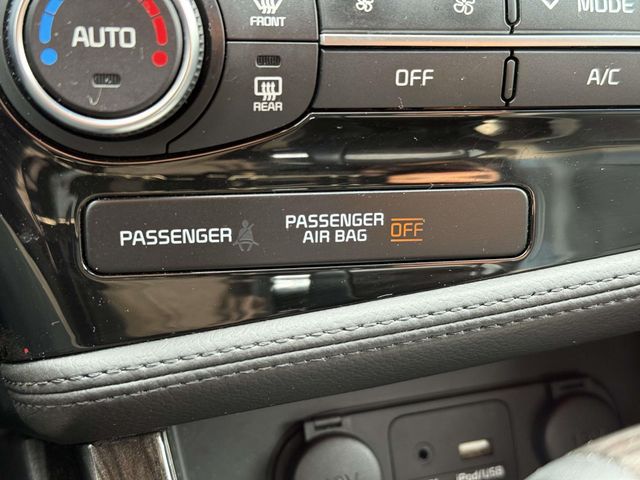 MODE
AUTO
FRONT
OFF
A/C
REAR
PASSENGER
PASSENGER
AIR BAG
OFF
iPod/USB